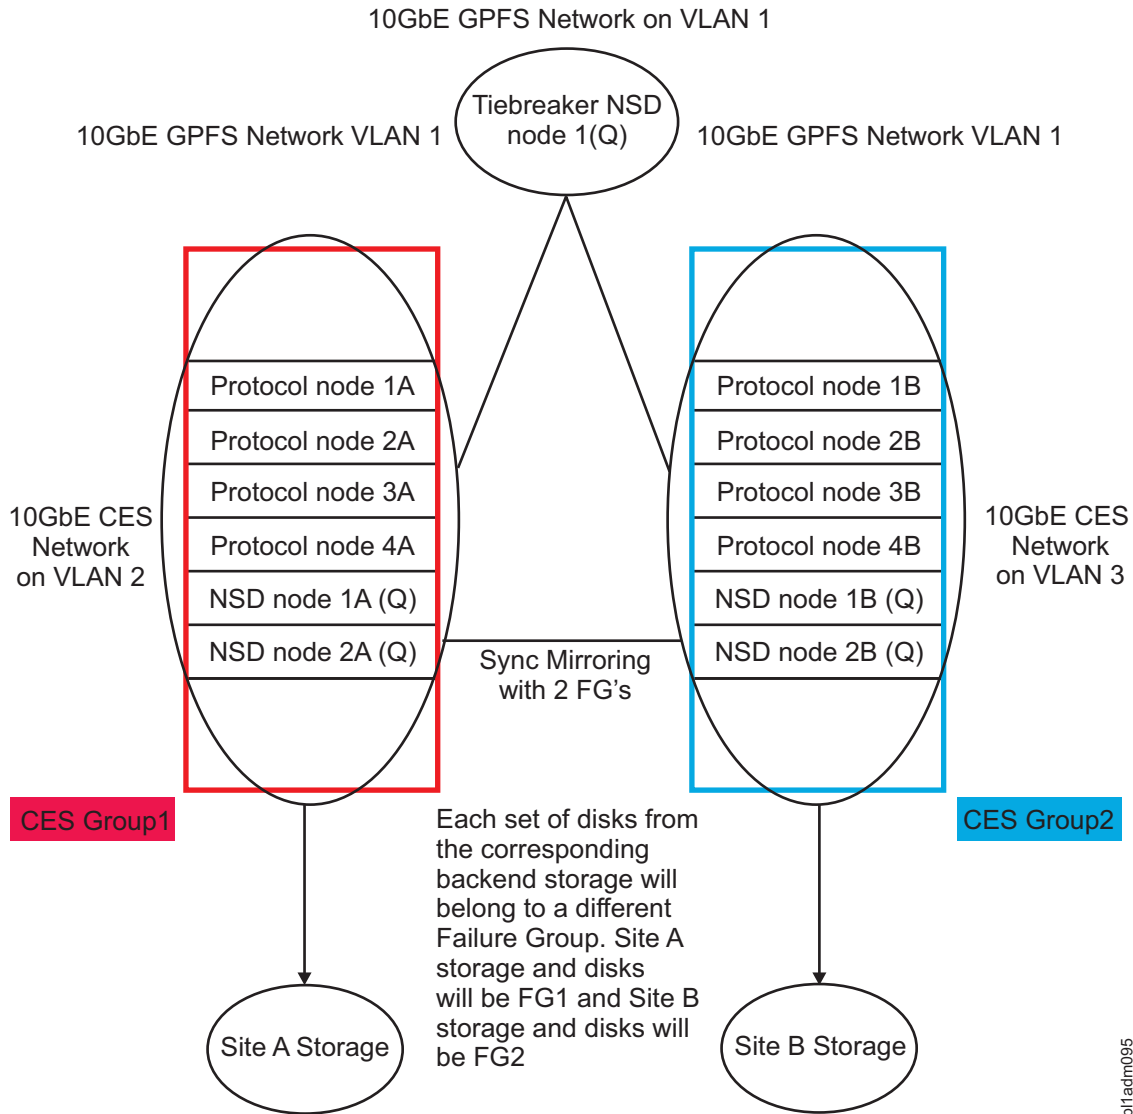 10GbE GPFS Network on VLAN 1
Tiebreaker NSD
node 1(Q)
10GbE GPFS Network VLAN 1
10GbE GPFS Network VLAN 1
Protocol node 1A
Protocol node 2A
Protocol node 3A
Protocol node 4A
NSD node 1A (Q)
NSD node 2A (Q)
10GbE CES
Network
on VLAN 2
Protocol node 1B
Protocol node 2B
Protocol node 3B
Protocol node 4B
NSD node 1B (Q)
NSD node 2B (Q)
10GbE CES
Network
on VLAN 3
Sync Mirroring
with 2 FG's
CES Group1
CES Group2
Each set of disks from
the corresponding
backend storage will
belong to a different
Failure Group. Site A
storage and disks
will be FG1 and Site B
storage and disks will
be FG2
Site A Storage
Site B Storage